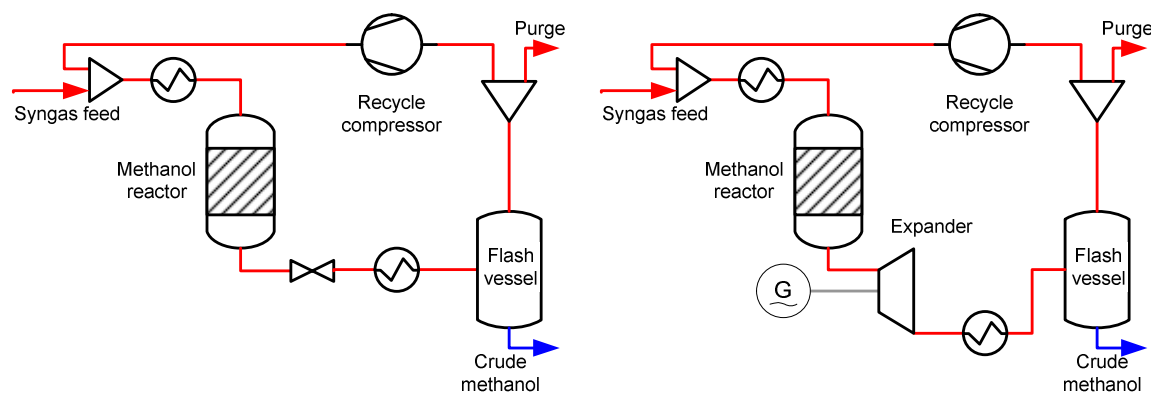 Purge
Syngas feed
Recycle
compressor
Methanol
reactor
Flash
vessel
Crude
methanol
Purge
Syngas feed
Recycle
compressor
Methanol
reactor
Expander
G
Flash
vessel
Crude
methanol